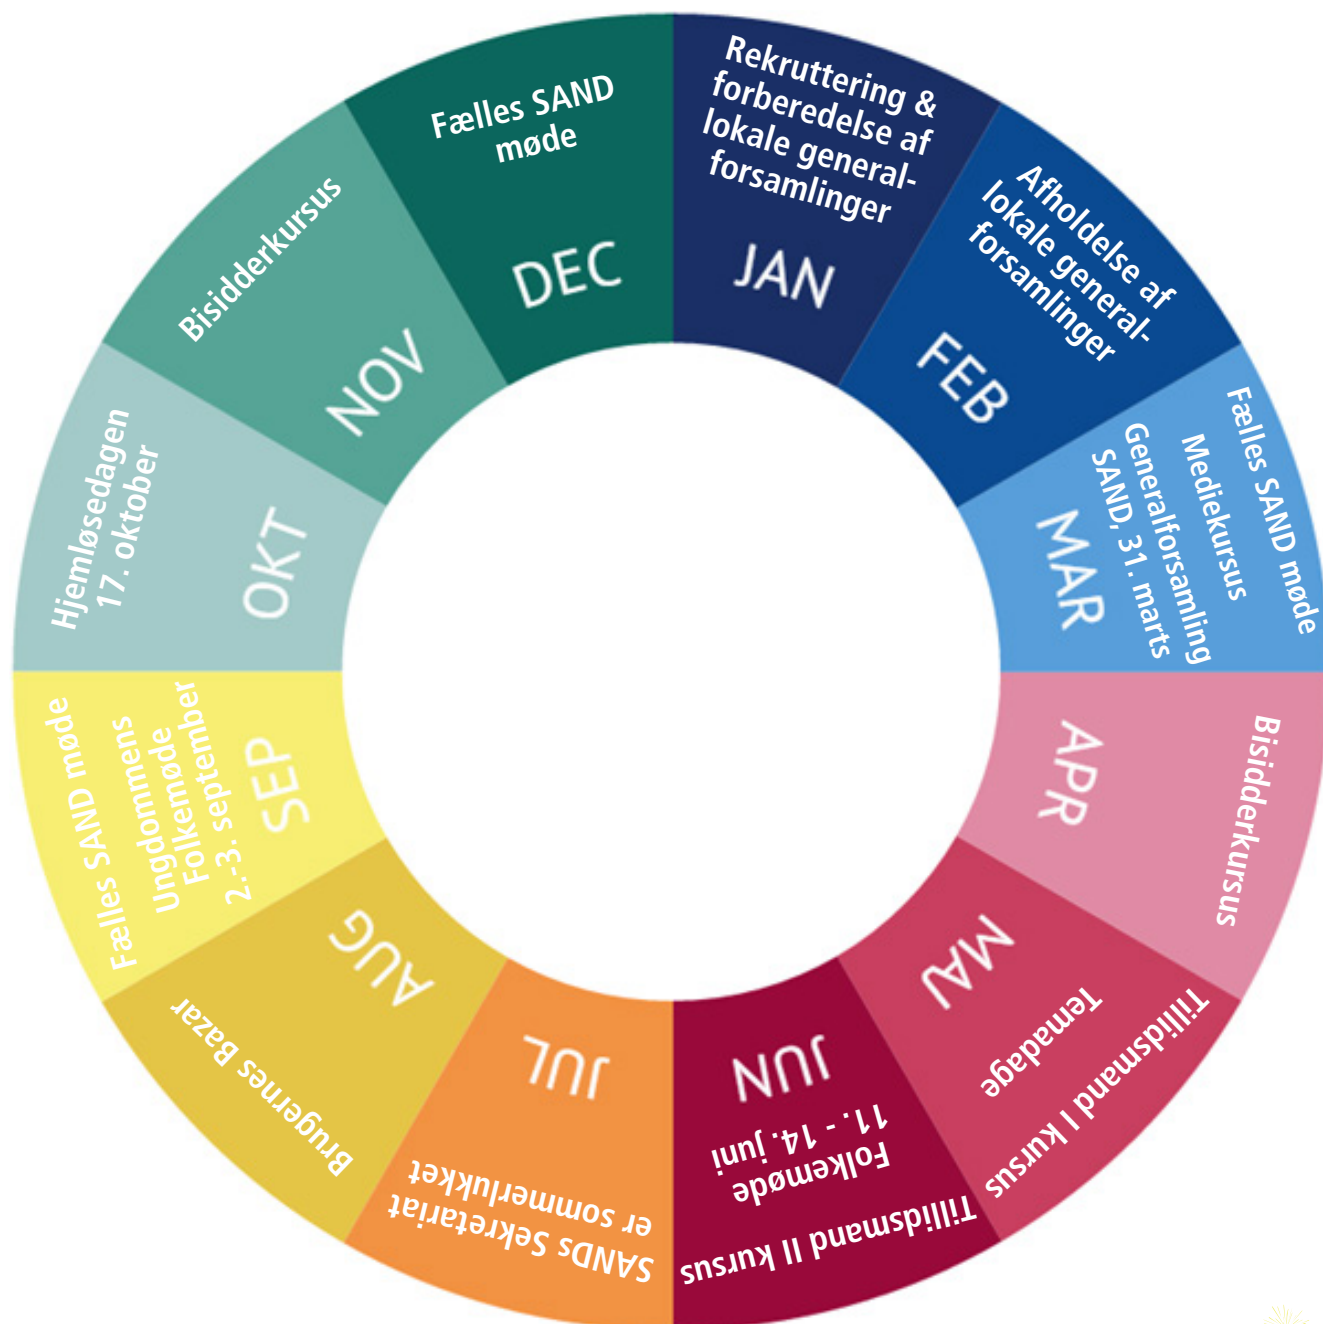 Rekruttering &
forberedelse af
lokale general-
forsamlinger
JAN
Afholdelse af
lokale general-
forsamlinger
FEB
Fælles SAND møde
Mediekursus
Generalforsamling
SAND, 31. marts
MAR
Bisidderkursus
APR
Tillidsmand I kursus
Temadage
MAJ
JUN
11. - 14. juni
Folkemøde
Tillidsmand II kursus
JUL
SANDs Sekretariat
er sommerlukket
AUG
Brugernes Bazar
Fælles SAND møde
Ungdommens
Folkemøde
2.-3. september
SEP
Hjemløsedagen
17. oktober
OKT
Bisidderkursus
NOV
Fælles SAND
møde
DEC